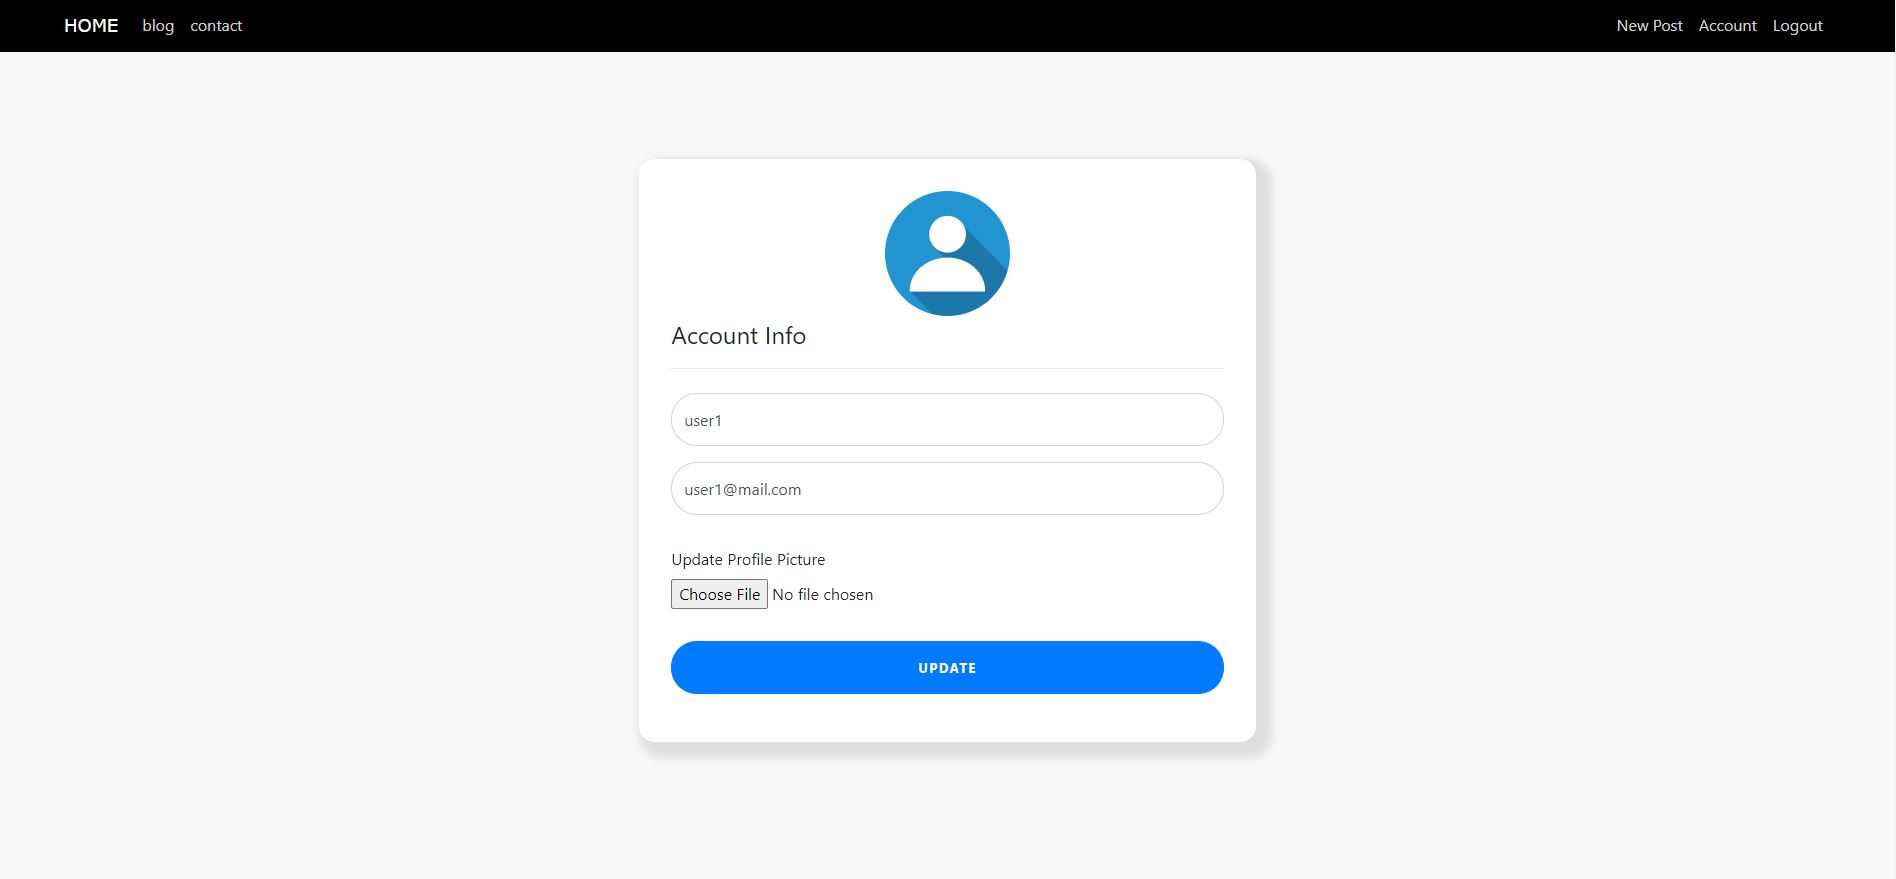 HOME blog contact New Post Account Logout
Account Info
user1
user1@mail.com
Update Profile Picture
Choose File No file chosen
UPDATE